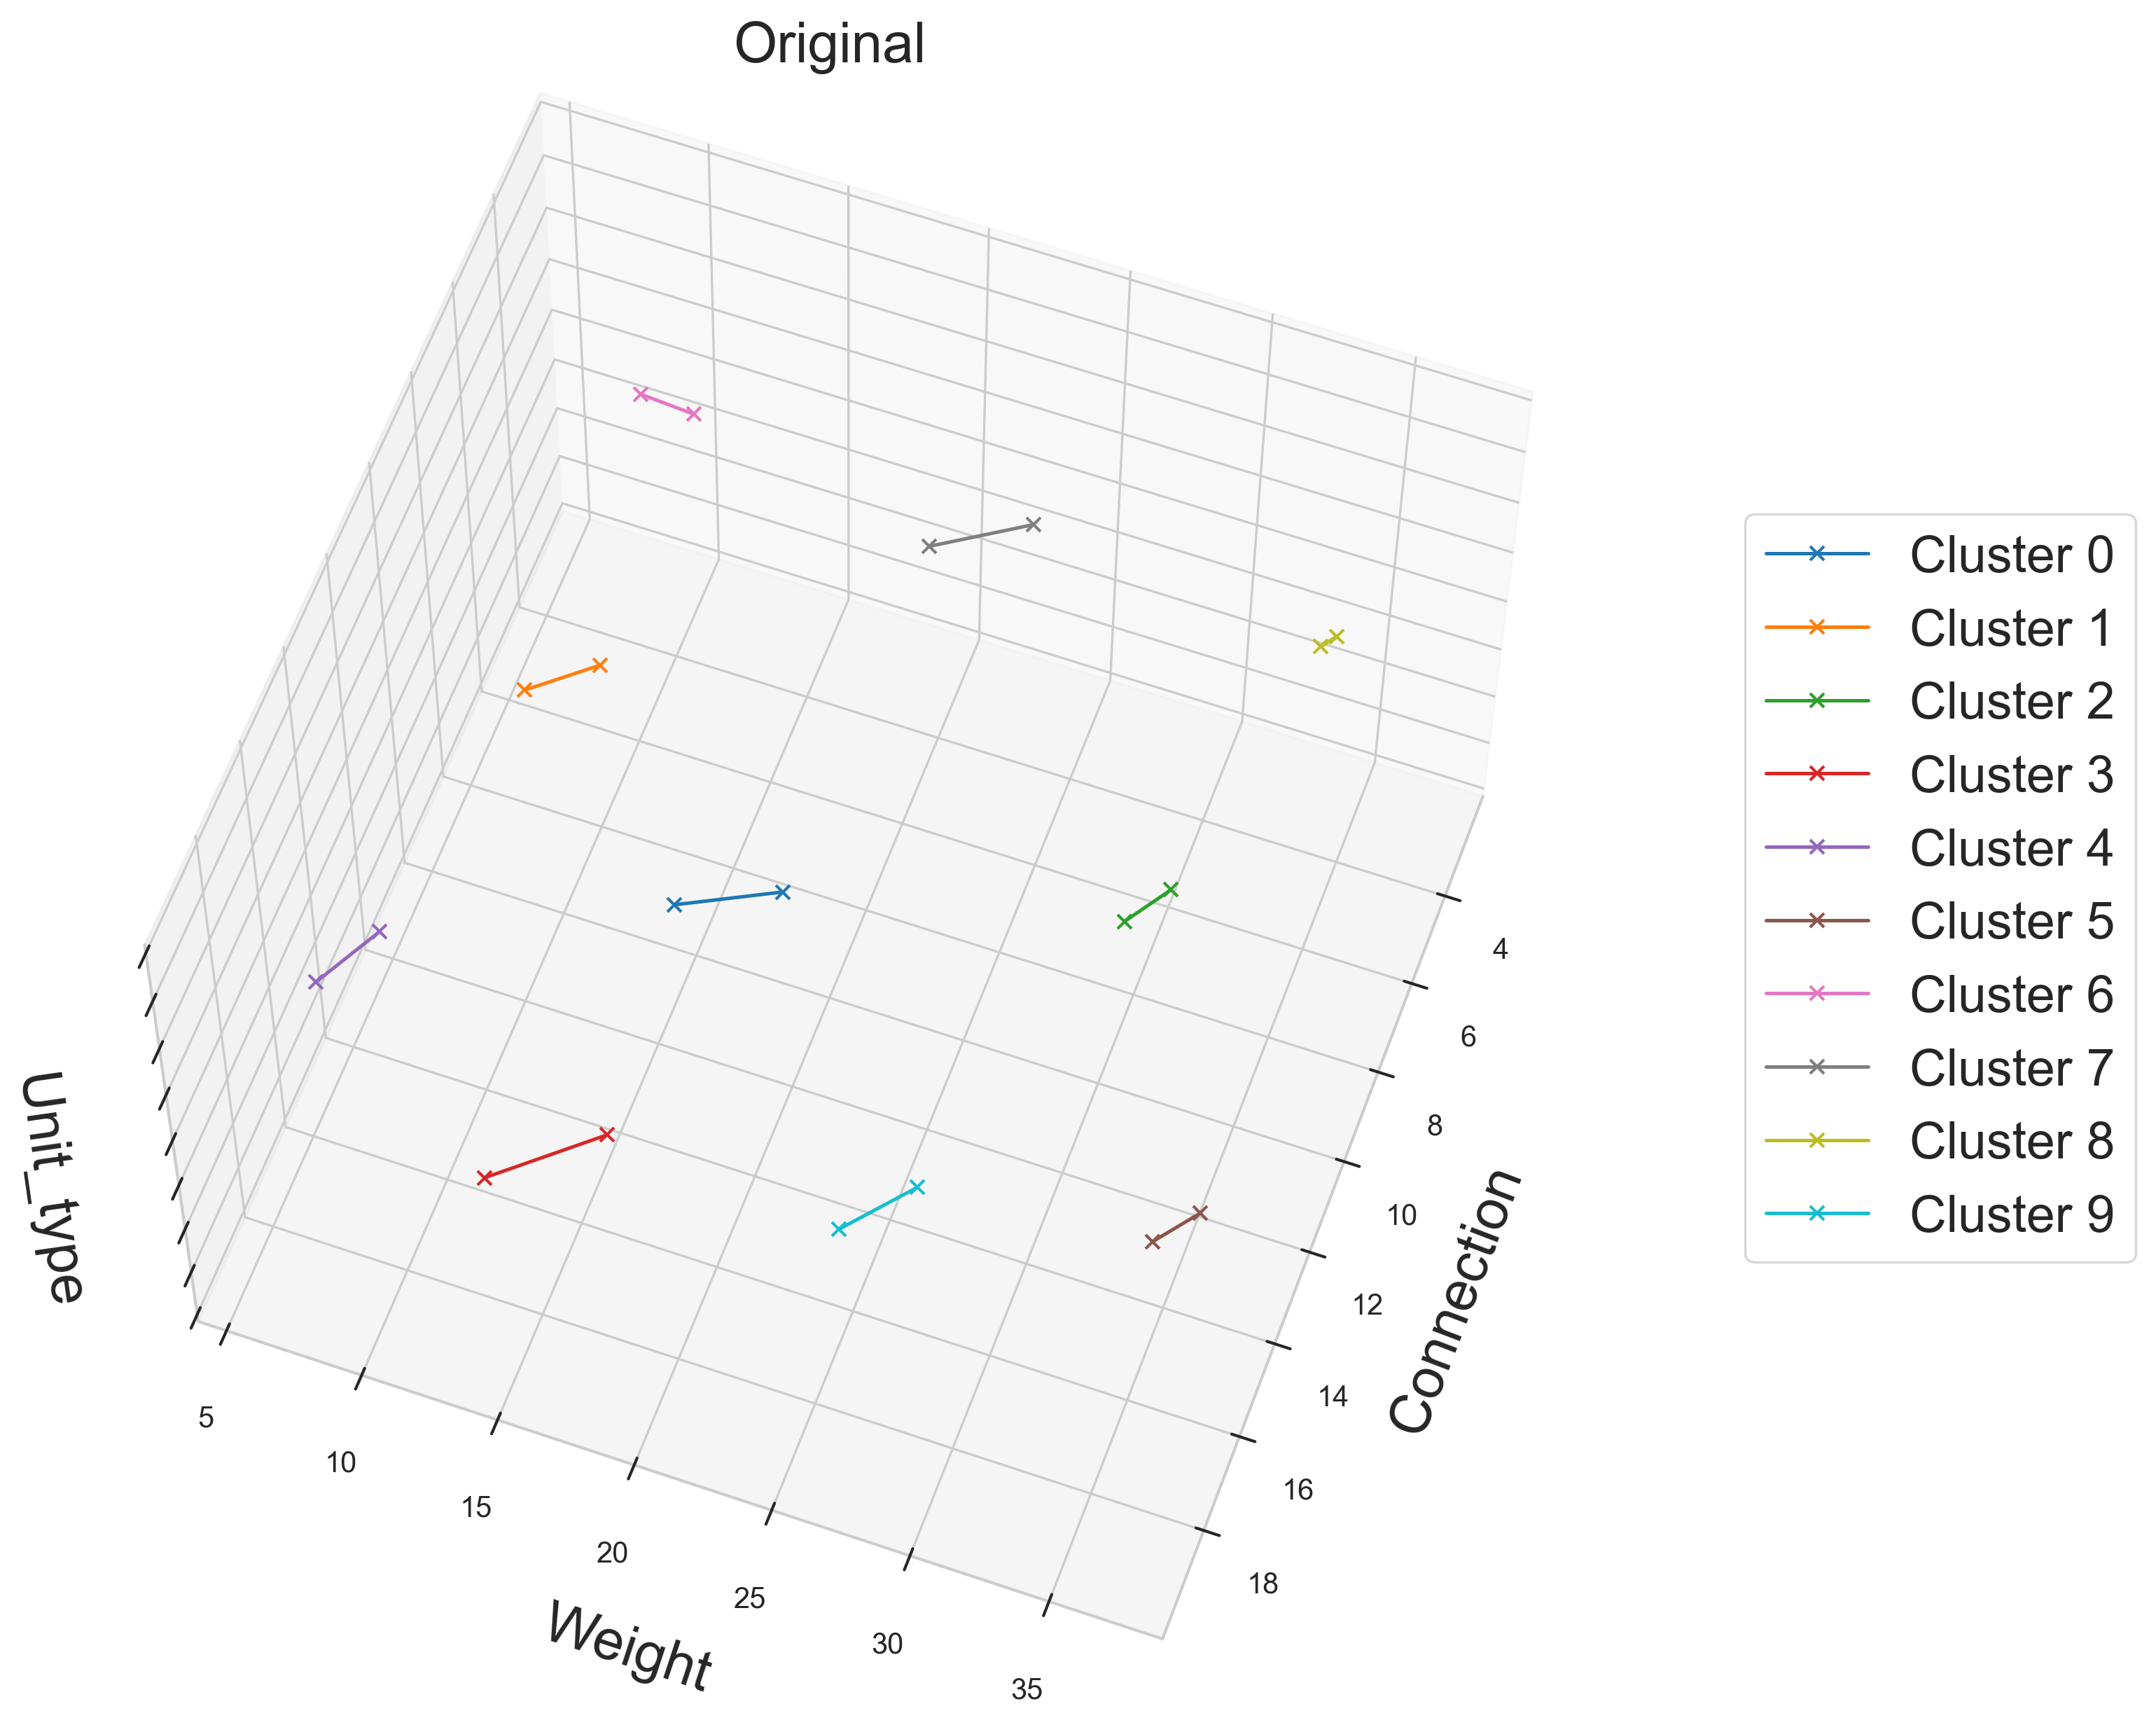 Original
Cluster 0
Cluster 1
Cluster 2
Cluster 3
Cluster 4
Cluster 5
Cluster 6
Cluster 7
Cluster 8
Cluster 9
Unit_type
5
10
15
20
25
30
35
Weight
4
6
8
10
12
14
16
18
Connection